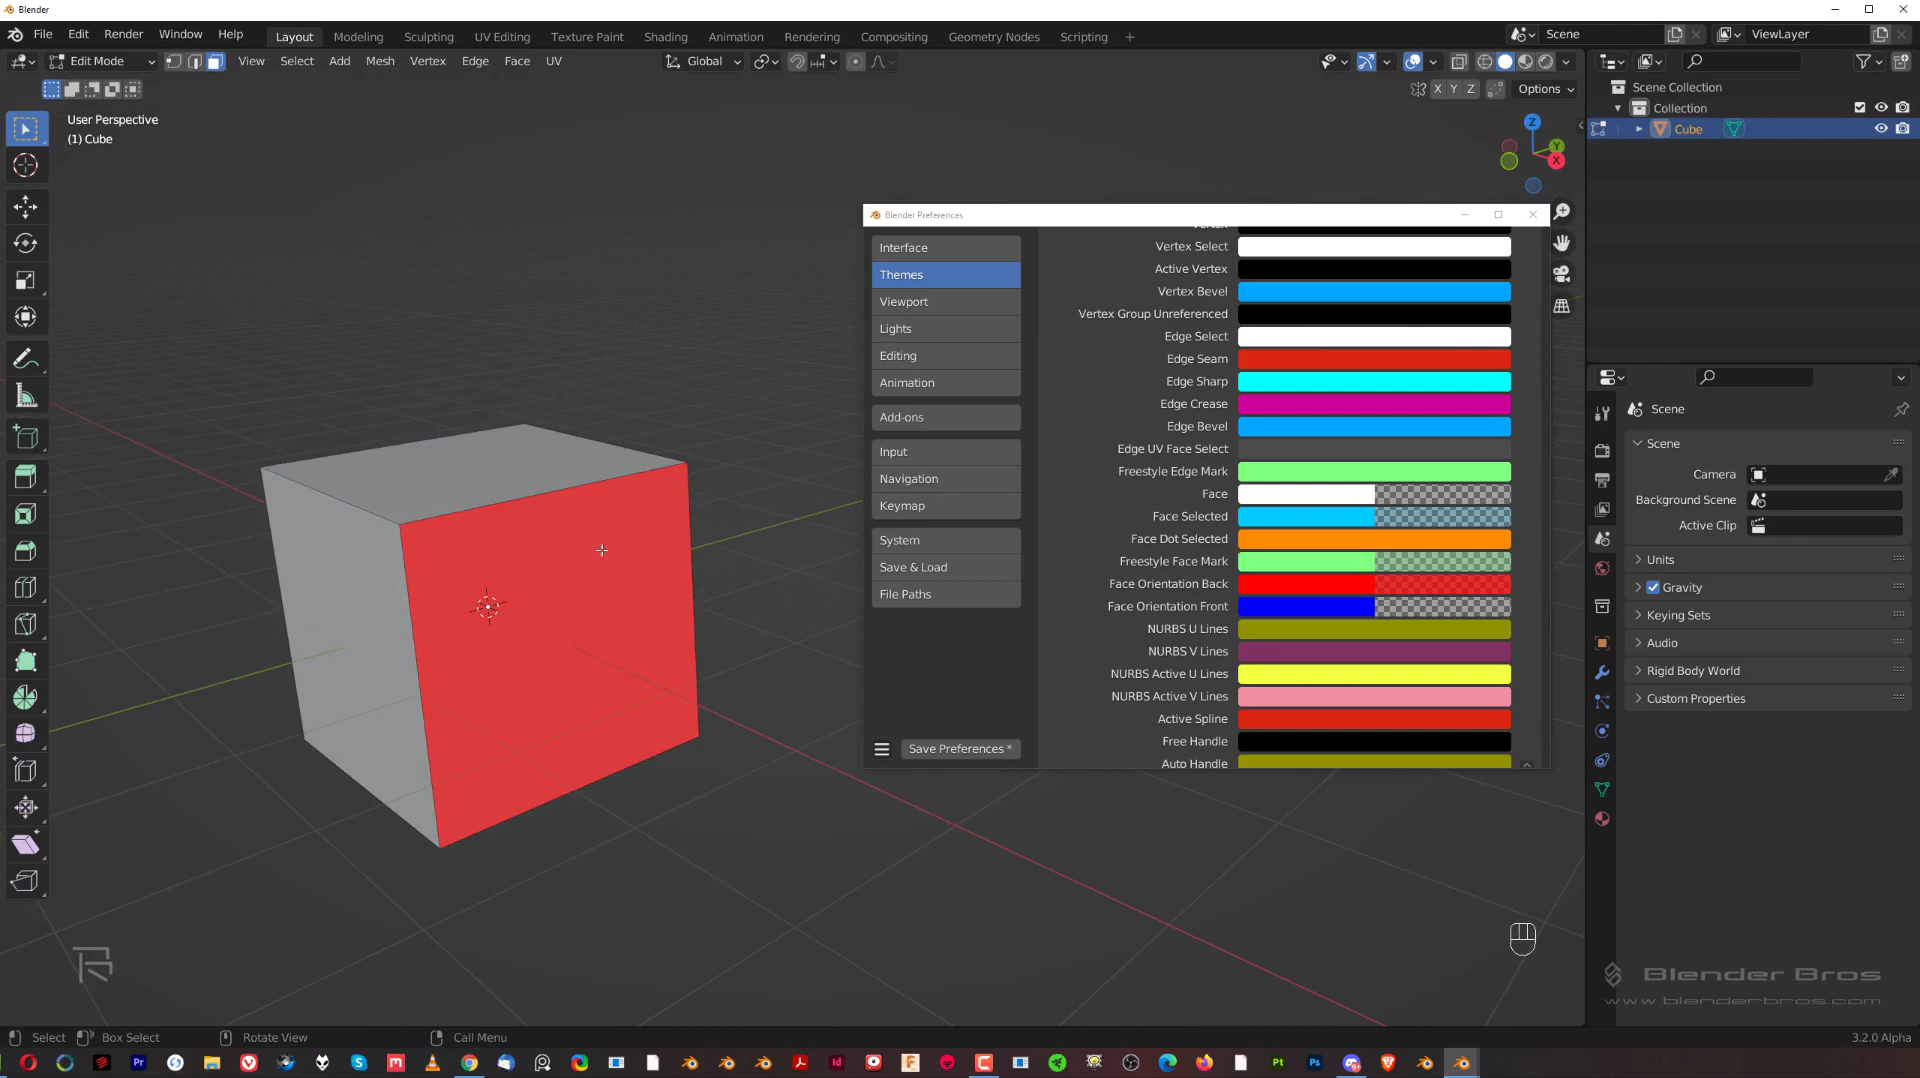 Blender
File Edit Render Window Help Layout Modeling Sculpting UV Editing Texture Paint Shading Animation Rendering Compositing Geometry Nodes Scripting + Scene ViewLayer
Edit Mode View Select Add Mesh Vertex Edge Face UV Global
X Y Z Options
Scene Collection
Collection
Cube
User Perspective
(1) Cube
Z
Y
X
Blender Preferences
Interface
Themes
Viewport
Lights
Editing
Animation
Add-ons
Input
Navigation
Keymap
System
Save & Load
File Paths
Save Preferences *
Vertex
Vertex Select
Active Vertex
Vertex Bevel
Vertex Group Unreferenced
Edge Select
Edge Seam
Edge Sharp
Edge Crease
Edge Bevel
Edge UV Face Select
Freestyle Edge Mark
Face
Face Selected
Face Dot Selected
Freestyle Face Mark
Face Orientation Back
Face Orientation Front
NURBS U Lines
NURBS V Lines
NURBS Active U Lines
NURBS Active V Lines
Active Spline
Free Handle
Auto Handle
Scene
Scene
Camera
Background Scene
Active Clip
Units
Gravity
Keying Sets
Audio
Rigid Body World
Custom Properties
Blender Bros
www.blenderbros.com
Select Box Select Rotate View Call Menu 3.2.0 Alpha
Pr
Id
Pt
Ps